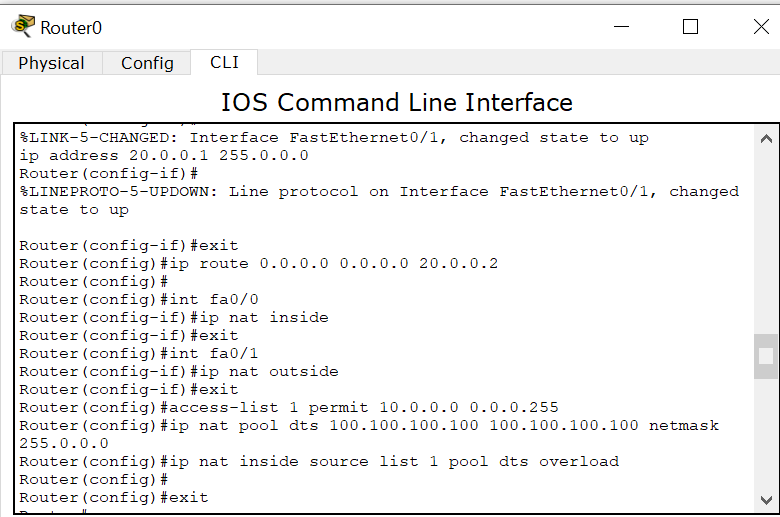 Router0
Physical Config CLI
IOS Command Line Interface
%LINK-5-CHANGED: Interface FastEthernet0/1, changed state to up
ip address 20.0.0.1 255.0.0.0
Router(config-if)#
%LINEPROTO-5-UPDOWN: Line protocol on Interface FastEthernet0/1, changed
state to up
Router(config-if)#exit
Router(config)#ip route 0.0.0.0 0.0.0.0 20.0.0.2
Router(config)#
Router(config)#int fa0/0
Router(config-if)#ip nat inside
Router(config-if)#exit
Router(config)#int fa0/1
Router(config-if)#ip nat outside
Router(config-if)#exit
Router(config)#access-list 1 permit 10.0.0.0 0.0.0.255
Router(config)#ip nat pool dts 100.100.100.100 100.100.100.100 netmask
255.0.0.0
Router(config)#ip nat inside source list 1 pool dts overload
Router(config)#
Router(config)#exit